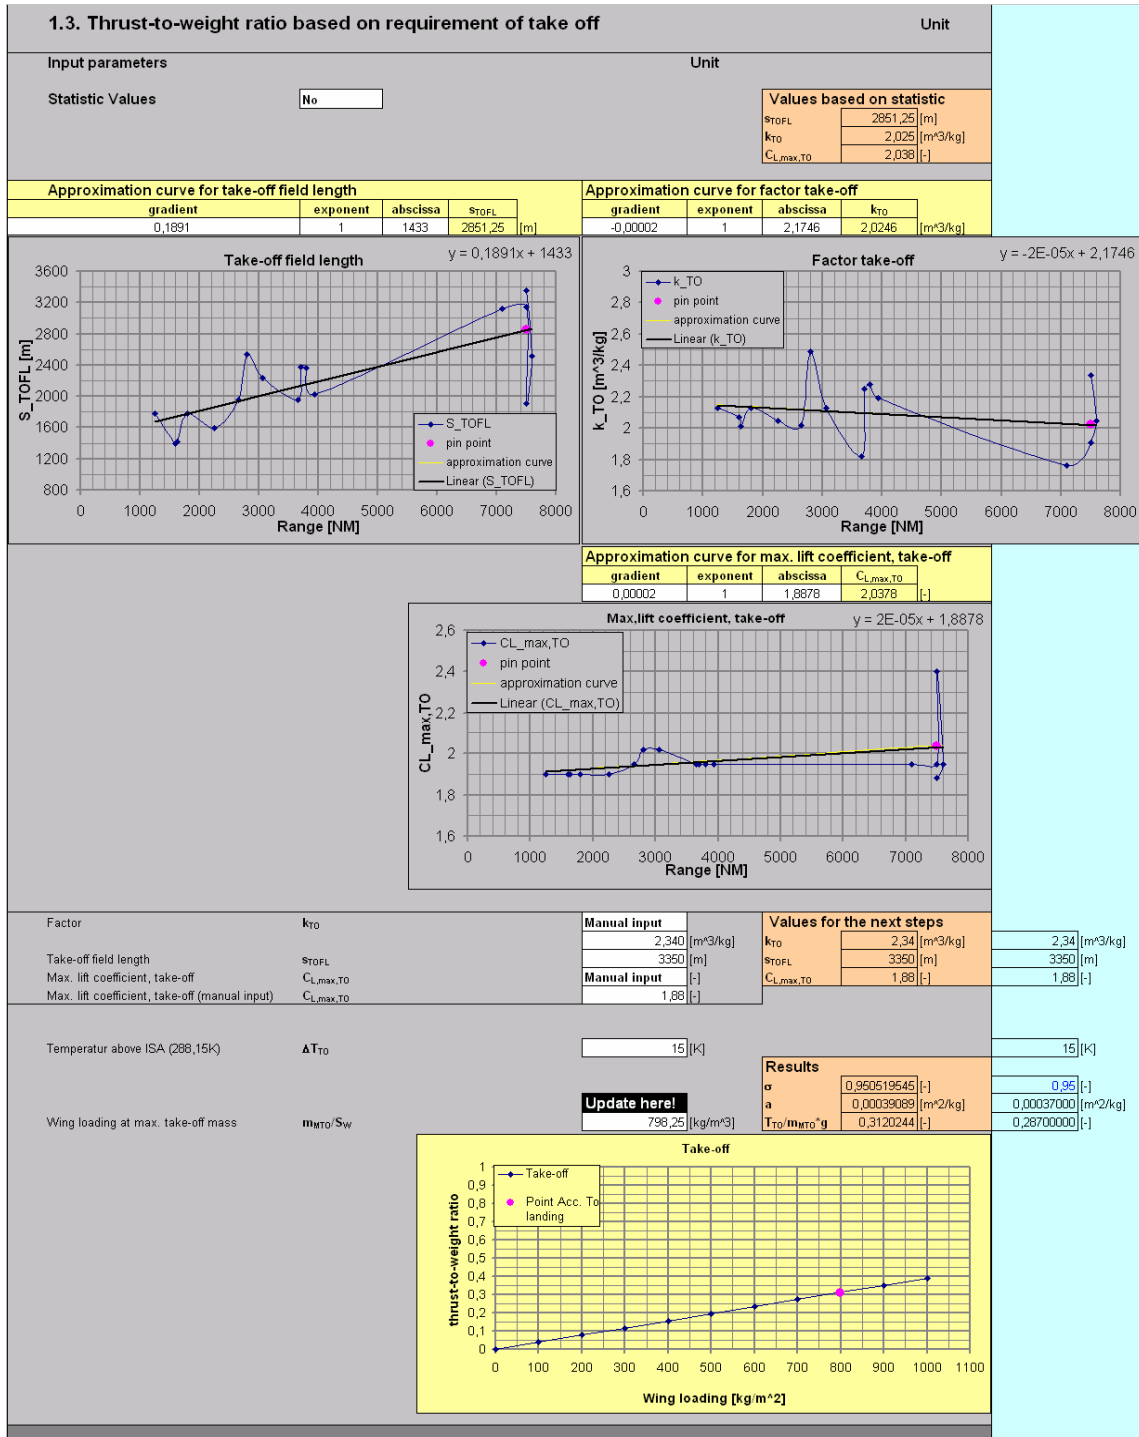 1.3. Thrust-to-weight ratio based on requirement of take off Unit
Input parameters Unit
Statistic Values No
Values based on statistic
sTOFL 2851,25 [m]
kTO 2,025 [m^3/kg]
CL,max,TO 2,038 [-]
Approximation curve for take-off field length Approximation curve for factor take-off
gradient exponent abscissa sTOFL gradient exponent abscissa kTO
0,1891 1 1433 2851,25 [m] -0,00002 1 2,1746 2,0246 [m^3/kg]
Take-off field length y = 0,1891x + 1433
S_TOFL [m]
3600
3200
2800
2400
2000
1600
1200
800
S_TOFL
pin point
approximation curve
Linear (S_TOFL)
0 1000 2000 3000 4000 5000 6000 7000 8000
Range [NM]
Factor take-off y = -2E-05x + 2,1746
k_TO [m^3/kg]
3
2,8
2,6
2,4
2,2
2
1,8
1,6
k_TO
pin point
approximation curve
Linear (k_TO)
0 1000 2000 3000 4000 5000 6000 7000 8000
Range [NM]
Approximation curve for max. lift coefficient, take-off
gradient exponent abscissa CL,max,TO
0,00002 1 1,8878 2,0378 [-]
Max,lift coefficient, take-off y = 2E-05x + 1,8878
CL_max,TO
2,6
2,4
2,2
2
1,8
1,6
CL_max,TO
pin point
approximation curve
Linear (CL_max,TO)
0 1000 2000 3000 4000 5000 6000 7000 8000
Range [NM]
Factor kTO Manual input Values for the next steps
2,340 [m^3/kg] kTO 2,34 [m^3/kg] 2,34 [m^3/kg]
Take-off field length sTOFL 3350 [m] sTOFL 3350 [m] 3350 [m]
Max. lift coefficient, take-off CL,max,TO Manual input [-] CL,max,TO 1,88 [-] 1,88 [-]
Max. lift coefficient, take-off (manual input) CL,max,TO 1,88 [-]
Temperatur above ISA (288,15K) ΔTTO 15 [K] 15 [K]
Results
σ 0,950519545 [-] 0,95 [-]
Update here! a 0,00039089 [m^2/kg] 0,00037000 [m^2/kg]
Wing loading at max. take-off mass mMTO/SW 798,25 [kg/m^3] TTO/mMTO*g 0,3120244 [-] 0,28700000 [-]
Take-off
thrust-to-weight ratio
1
0,9
0,8
0,7
0,6
0,5
0,4
0,3
0,2
0,1
0
Take-off
Point Acc. To
landing
0 100 200 300 400 500 600 700 800 900 1000 1100
Wing loading [kg/m^2]